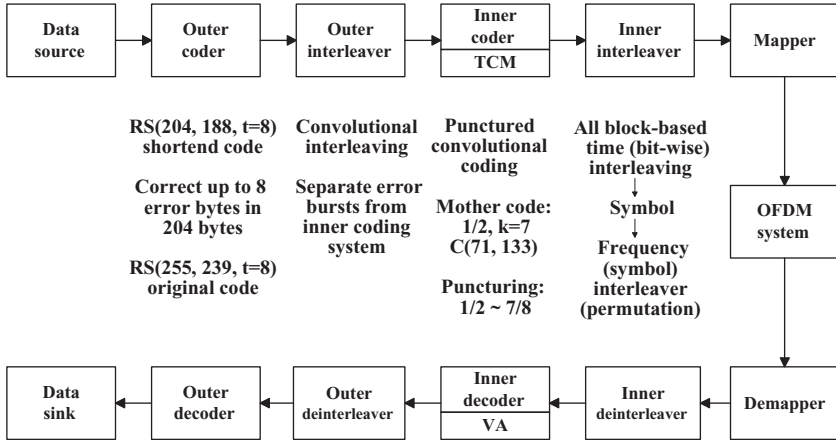 Data
source
Outer
coder
Outer
interleaver
Inner
coder
TCM
Inner
interleaver
Mapper
RS(204, 188, t=8)
shortend code
Correct up to 8
error bytes in
204 bytes
RS(255, 239, t=8)
original code
Convolutional
interleaving
Separate error
bursts from
inner coding
system
Punctured
convolutional
coding
Mother code:
1/2, k=7
C(71, 133)
Puncturing:
1/2 ~ 7/8
All block-based
time (bit-wise)
interleaving
Symbol
Frequency
(symbol)
interleaver
(permutation)
OFDM
system
Data
sink
Outer
decoder
Outer
deinterleaver
Inner
decoder
VA
Inner
deinterleaver
Demapper